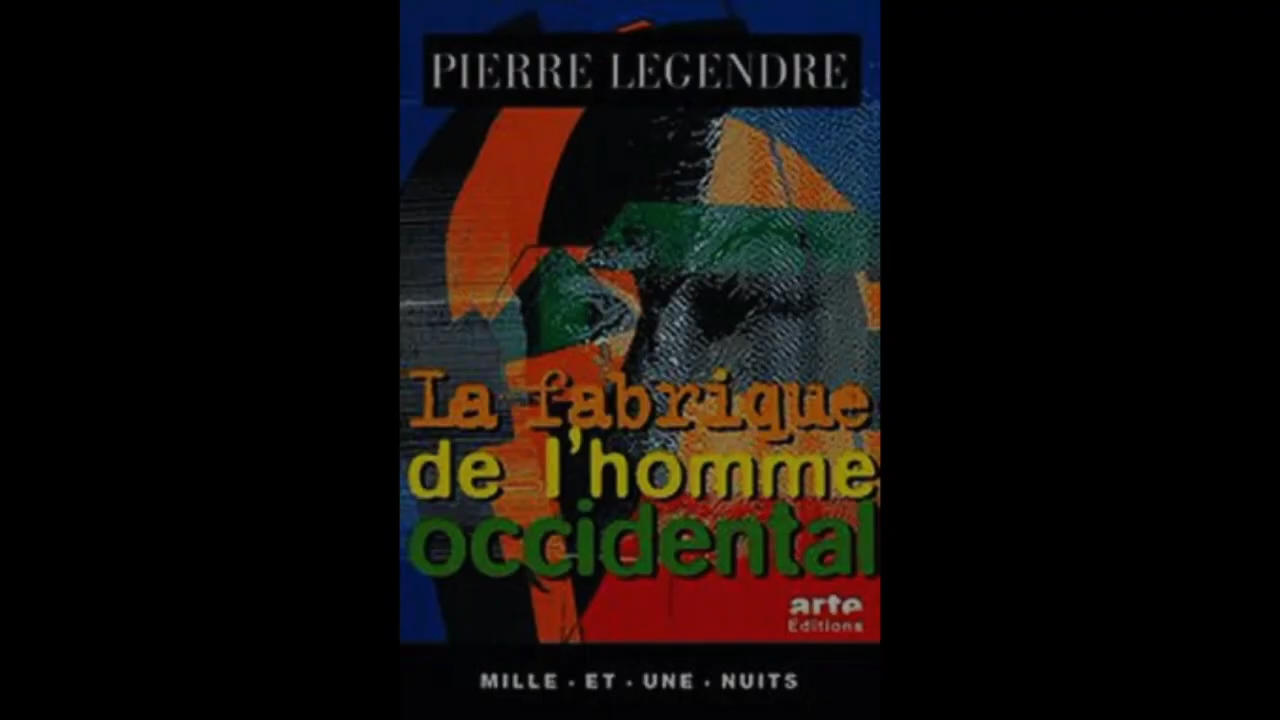 PIERRE LEGENDRE
La fabrique
de l'homme
occidental
arte
Editions
MILLE • ET • UNE • NUITS